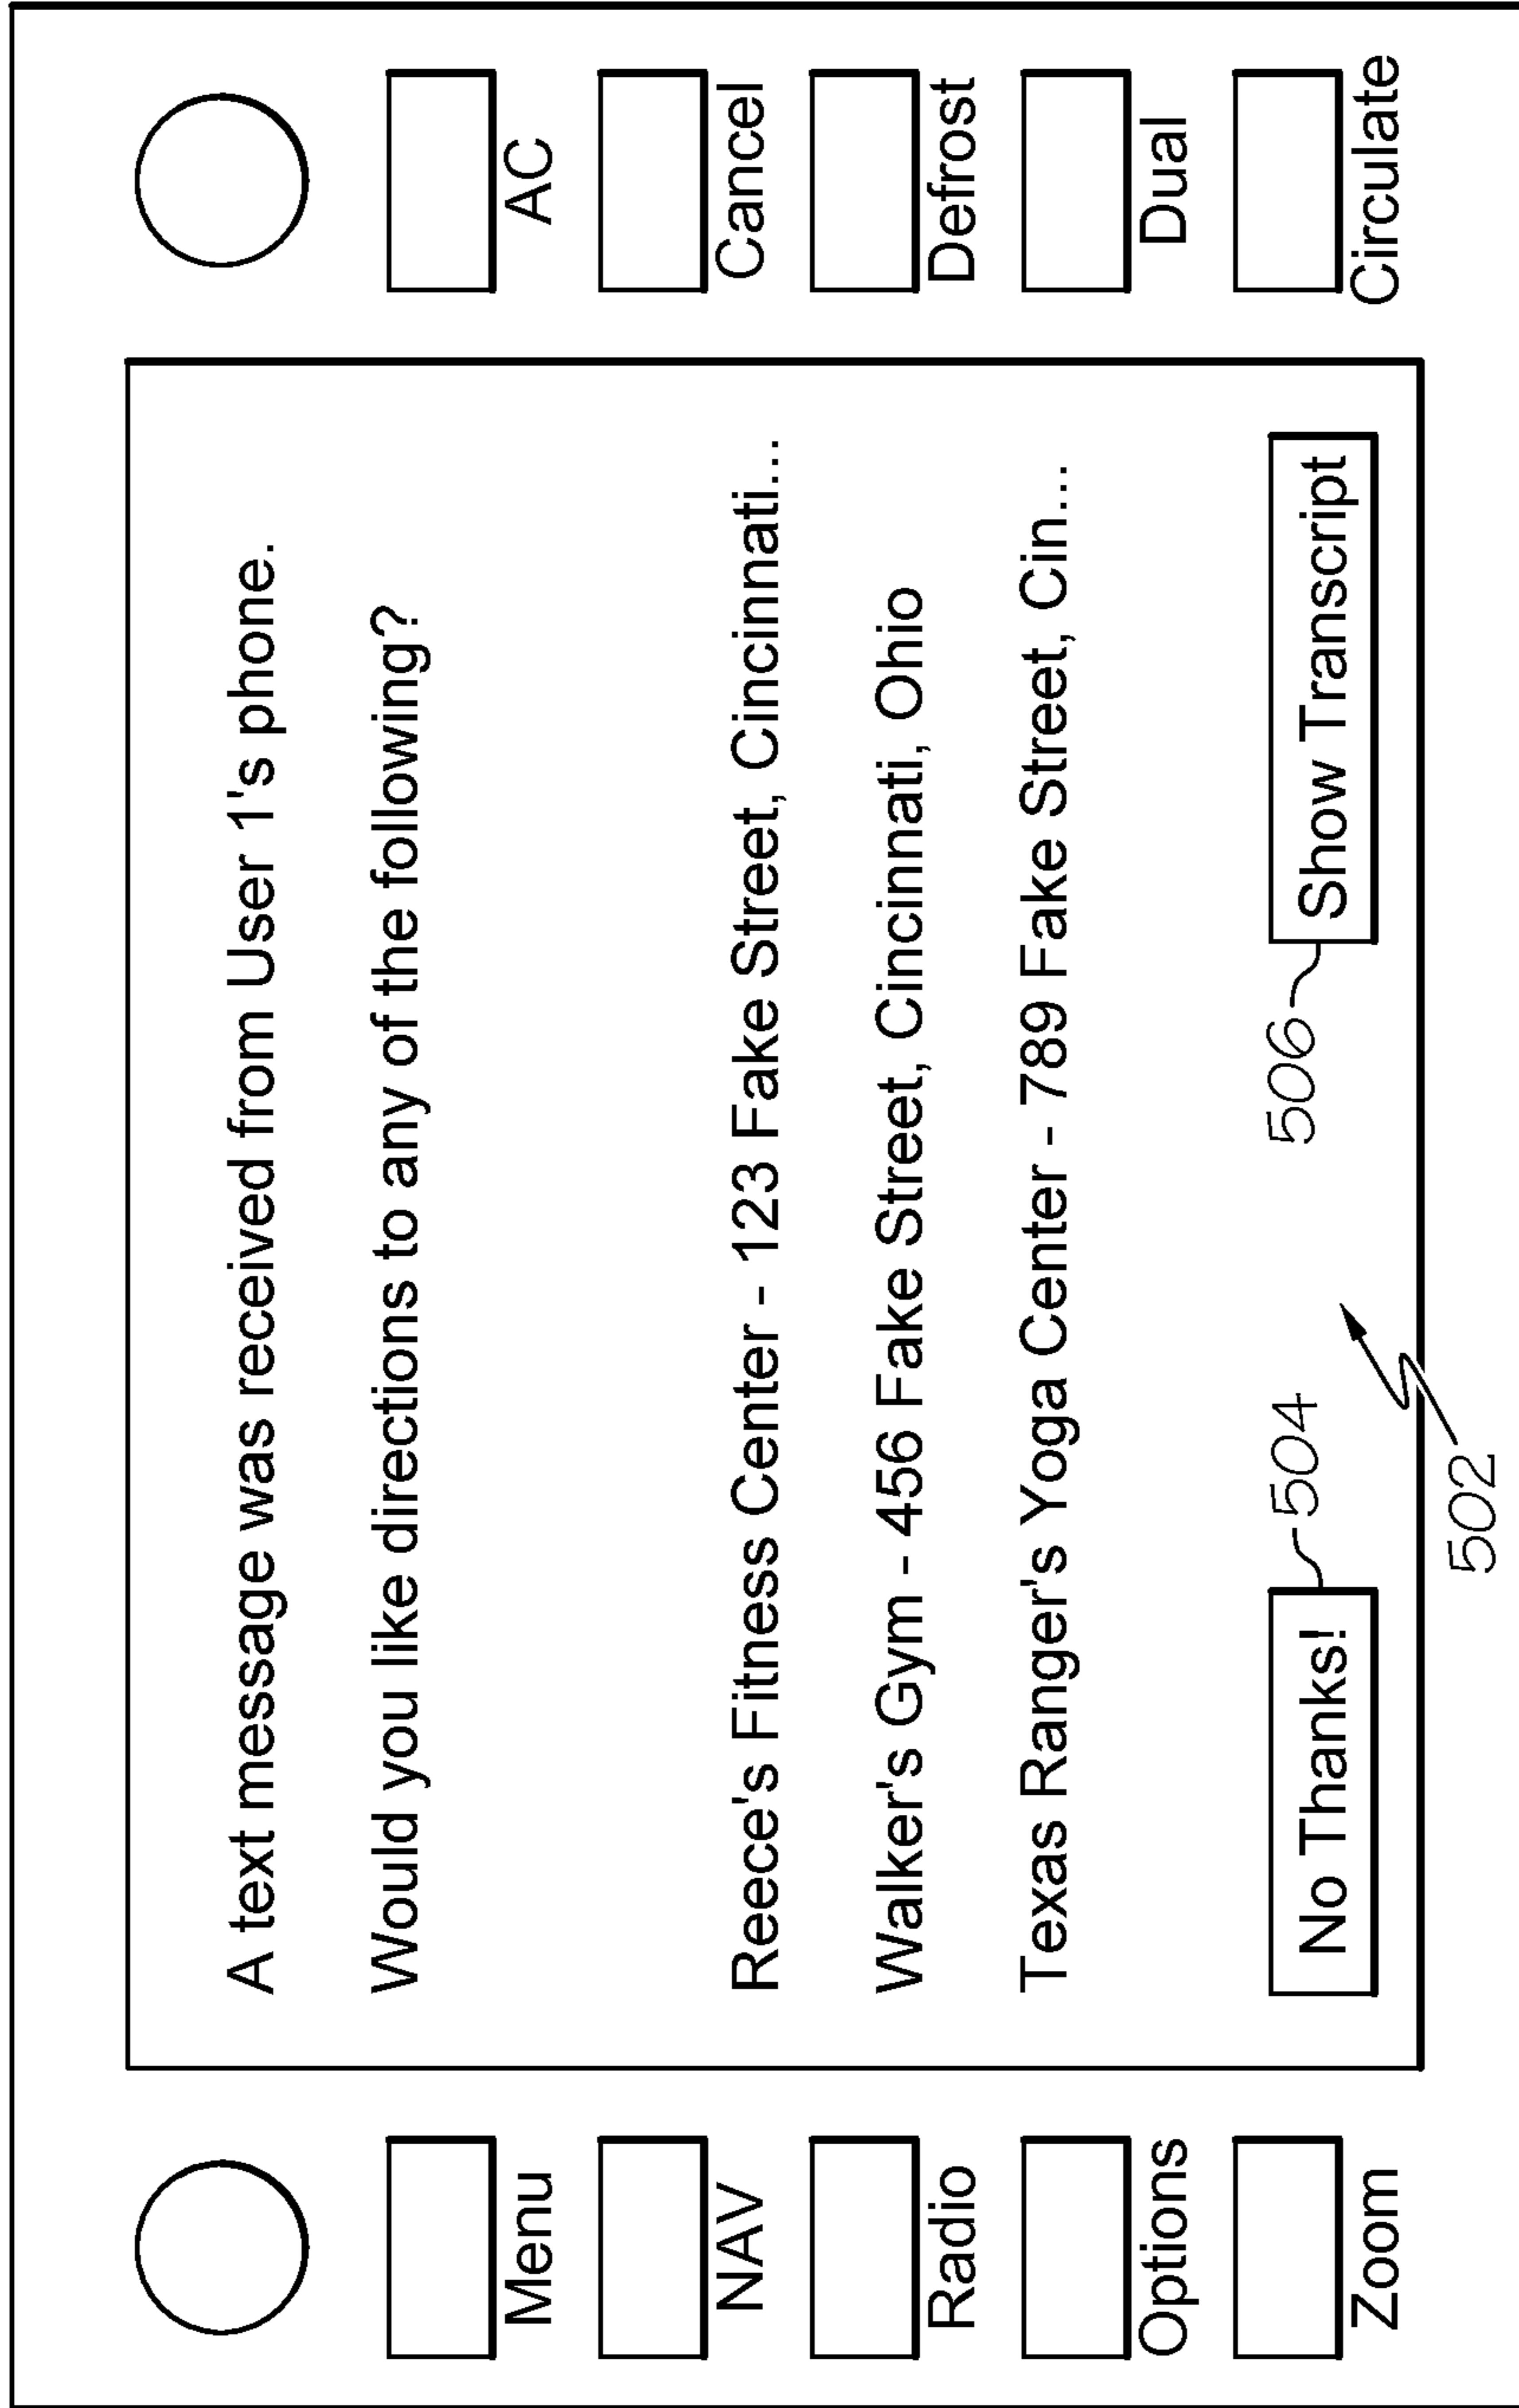 A text message was received from User 1's phone.
Would you like directions to any of the following?
Reece's Fitness Center - 123 Fake Street, Cincinnati...
Walker's Gym - 456 Fake Street, Cincinnati, Ohio
Texas Ranger's Yoga Center - 789 Fake Street, Cin...
No Thanks!
504
506
Show Transcript
502
Menu
NAV
Radio
Options
Zoom
AC
Cancel
Defrost
Dual
Circulate